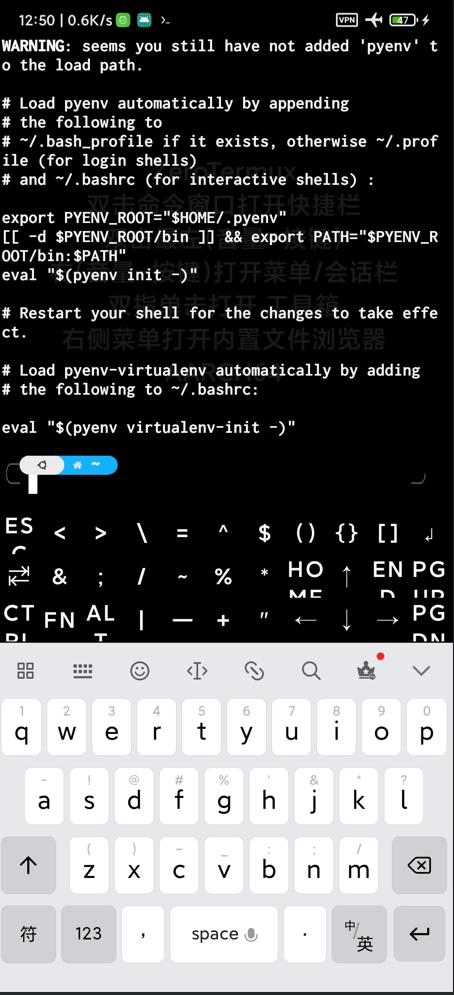 12:50 | 0.6K/s
VPN
47
WARNING: seems you still have not added 'pyenv' t
o the load path.
# Load pyenv automatically by appending
# the following to
# ~/.bash_profile if it exists, otherwise ~/.prof
ile (for login shells)
# and ~/.bashrc (for interactive shells) :
ZeroTermux
双击命令窗口打开快捷栏
export PYENV_ROOT="$HOME/.pyenv"
[[ -d $PYENV_ROOT/bin ]] && export PATH="$PYENV_R
OOT/bin:$PATH"
eval "$(pyenv init -)"
键)打开菜单/会话栏
双指单击打开 工具箱
# Restart your shell for the changes to take effe
ct.
右侧菜单打开内置文件浏览器
# Load pyenv-virtualenv automatically by adding
# the following to ~/.bashrc:
eval "$(pyenv virtualenv-init -)"
~
ESC < > \ = ^ $ () {} [] ↲
& ; / ~ % * HOME ↑ END PGUP
CTRL FN ALT | — + " ← ↓ → PGDN
1 2 3 4 5 6 7 8 9 0
q w e r t y u i o p
~ ! @ # % ' & * ?
a s d f g h j k l
( ) – _ : ; /
z x c v b n m
符 123 , space . 中/英